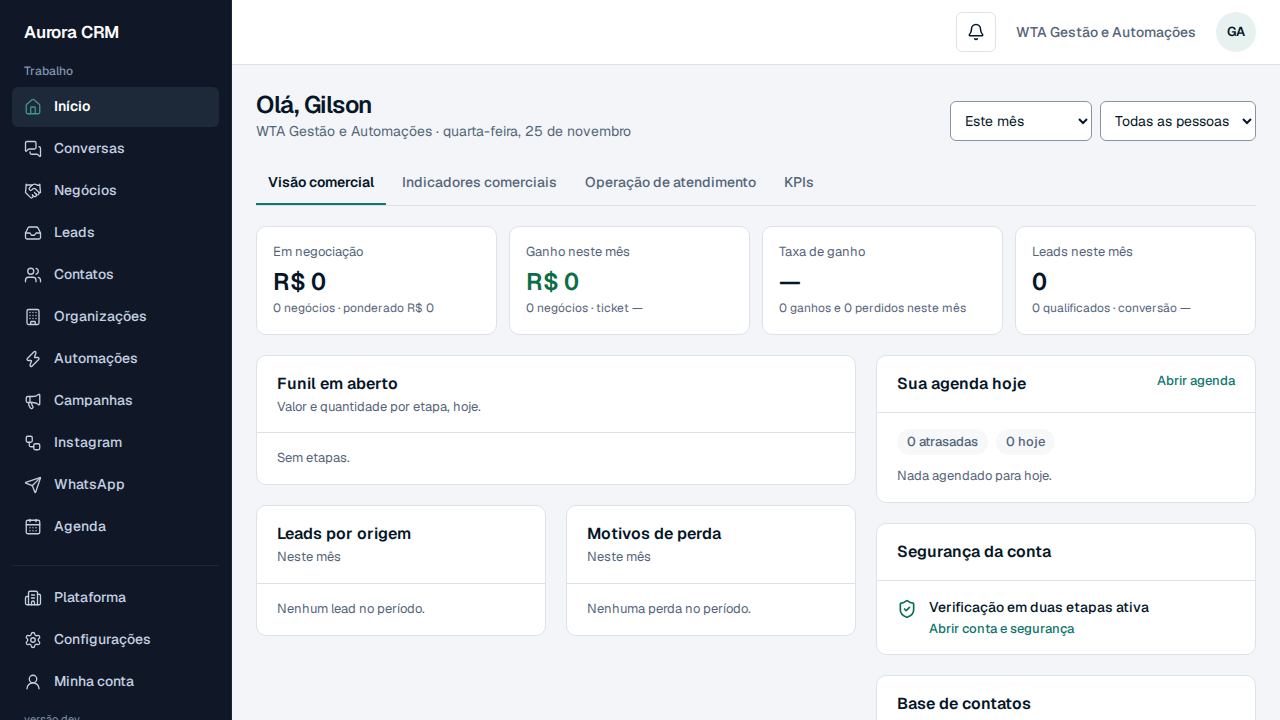 Aurora CRM
Trabalho
Início
Conversas
Negócios
Leads
Contatos
Organizações
Automações
Campanhas
Instagram
WhatsApp
Agenda
Plataforma
Configurações
Minha conta
versão dev
WTA Gestão e Automações
GA
Olá, Gilson
WTA Gestão e Automações · quarta-feira, 25 de novembro
Este mês
Todas as pessoas
Visão comercial
Indicadores comerciais
Operação de atendimento
KPIs
Em negociação
R$ 0
0 negócios · ponderado R$ 0
Ganho neste mês
R$ 0
0 negócios · ticket —
Taxa de ganho
—
0 ganhos e 0 perdidos neste mês
Leads neste mês
0
0 qualificados · conversão —
Funil em aberto
Valor e quantidade por etapa, hoje.
Sem etapas.
Leads por origem
Neste mês
Nenhum lead no período.
Motivos de perda
Neste mês
Nenhuma perda no período.
Sua agenda hoje
Abrir agenda
0 atrasadas
0 hoje
Nada agendado para hoje.
Segurança da conta
Verificação em duas etapas ativa
Abrir conta e segurança
Base de contatos